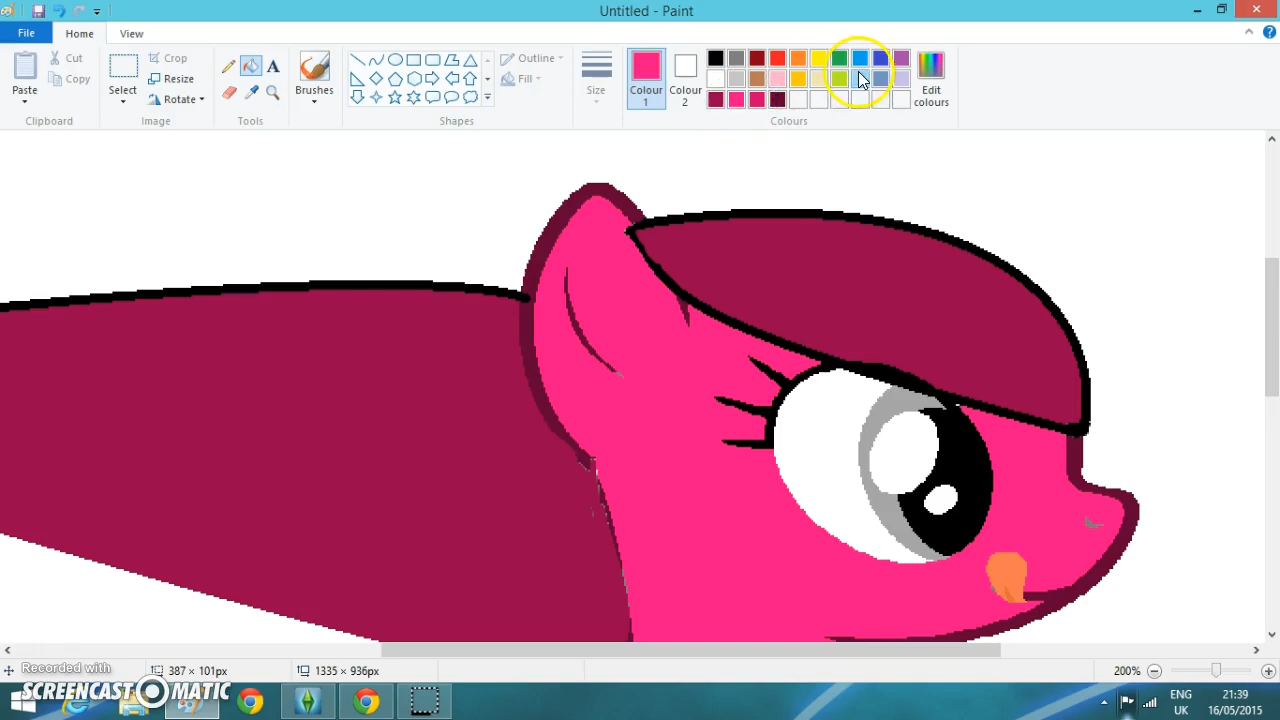 Untitled - Paint
File
Home
View
Paste
Cut
Copy
Clipboard
Select
Crop
Resize
Rotate
Image
A
Tools
Brushes
Outline
Fill
Shapes
Size
Colour 1
Colour 2
Edit colours
Colours
387 × 101px
1335 × 936px
200%
Recorded with
SCREENCAST MATIC
ENG
UK
21:39
16/05/2015